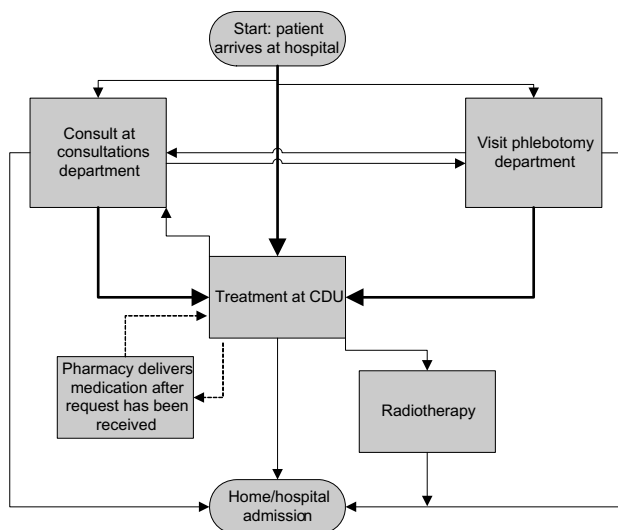 Start: patient
arrives at hospital
Consult at
consultations
department
Visit phlebotomy
department
Treatment at CDU
Pharmacy delivers
medication after
request has been
received
Radiotherapy
Home/hospital
admission